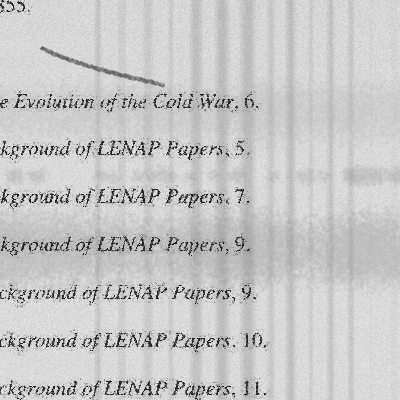 855.
e Evolution of the Cold War, 6.
kground of LENAP Papers, 5.
kground of LENAP Papers, 7.
kground of LENAP Papers, 9.
ckground of LENAP Papers, 9.
ckground of LENAP Papers, 10.
ckground of LENAP Papers, 11.